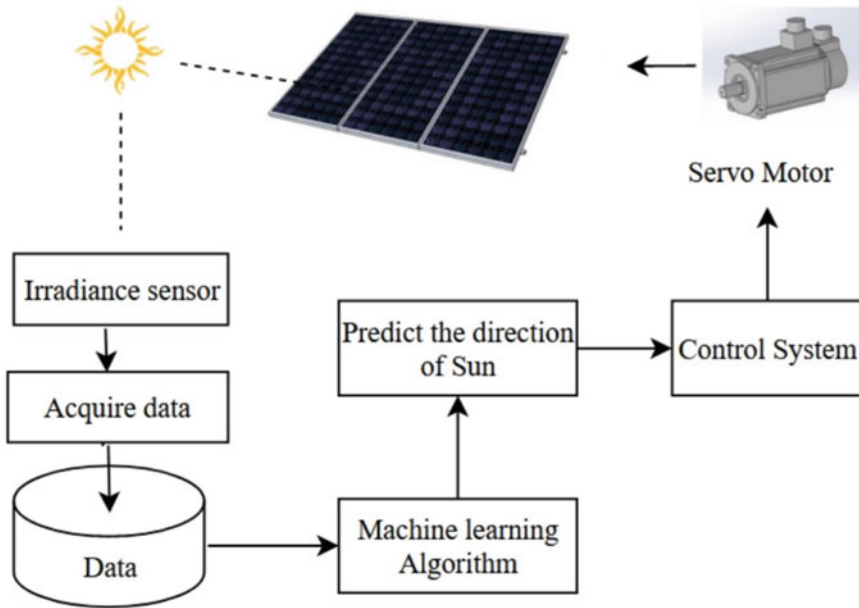 Servo Motor
Irradiance sensor
Predict the direction
of Sun
Control System
Acquire data
Machine learning
Algorithm
Data